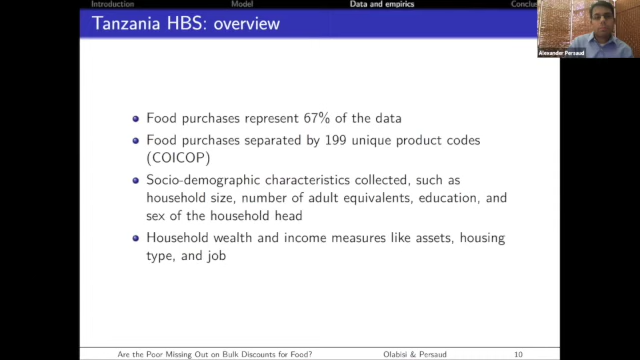 Introduction Model Data and empirics Conclu
Tanzania HBS: overview
Alexander Persaud
Food purchases represent 67% of the data
Food purchases separated by 199 unique product codes
(COICOP)
Socio-demographic characteristics collected, such as
household size, number of adult equivalents, education, and
sex of the household head
Household wealth and income measures like assets, housing
type, and job
Are the Poor Missing Out on Bulk Discounts for Food? Olabisi & Persaud 10